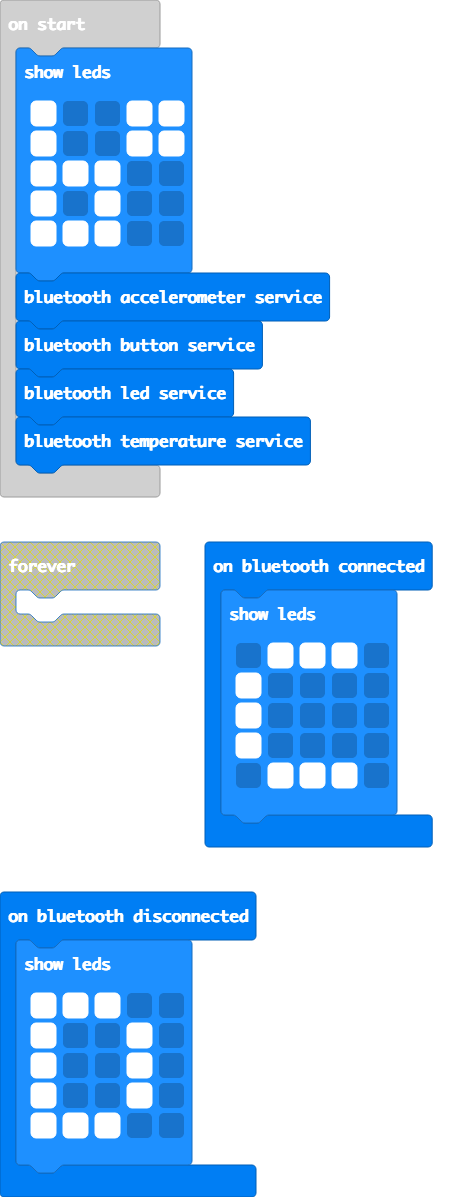 on start
show leds
bluetooth accelerometer service
bluetooth button service
bluetooth led service
bluetooth temperature service
forever
on bluetooth connected
show leds
on bluetooth disconnected
show leds